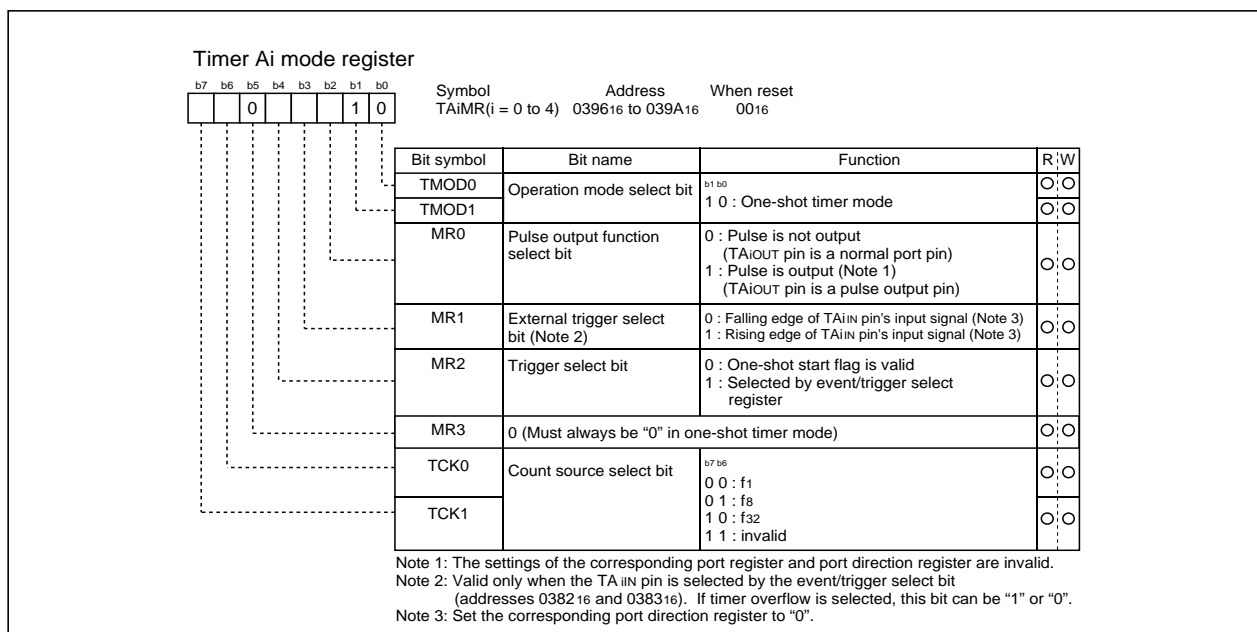 Timer Ai mode register
b7 b6 b5 b4 b3 b2 b1 b0
0 1 0
Symbol Address When reset
TAiMR(i = 0 to 4) 039616 to 039A16 0016
Bit symbol Bit name Function R W
TMOD0 Operation mode select bit b1 b0
1 0 : One-shot timer mode
TMOD1
MR0 Pulse output function
select bit
0 : Pulse is not output
(TAiOUT pin is a normal port pin)
1 : Pulse is output (Note 1)
(TAiOUT pin is a pulse output pin)
MR1 External trigger select
bit (Note 2)
0 : Falling edge of TAiIN pin's input signal (Note 3)
1 : Rising edge of TAiIN pin's input signal (Note 3)
MR2 Trigger select bit
0 : One-shot start flag is valid
1 : Selected by event/trigger select
register
MR3 0 (Must always be “0” in one-shot timer mode)
TCK0 Count source select bit
b7 b6
0 0 : f1
0 1 : f8
1 0 : f32
1 1 : invalid
TCK1
Note 1: The settings of the corresponding port register and port direction register are invalid.
Note 2: Valid only when the TAiIN pin is selected by the event/trigger select bit
(addresses 038216 and 038316). If timer overflow is selected, this bit can be “1” or “0”.
Note 3: Set the corresponding port direction register to “0”.